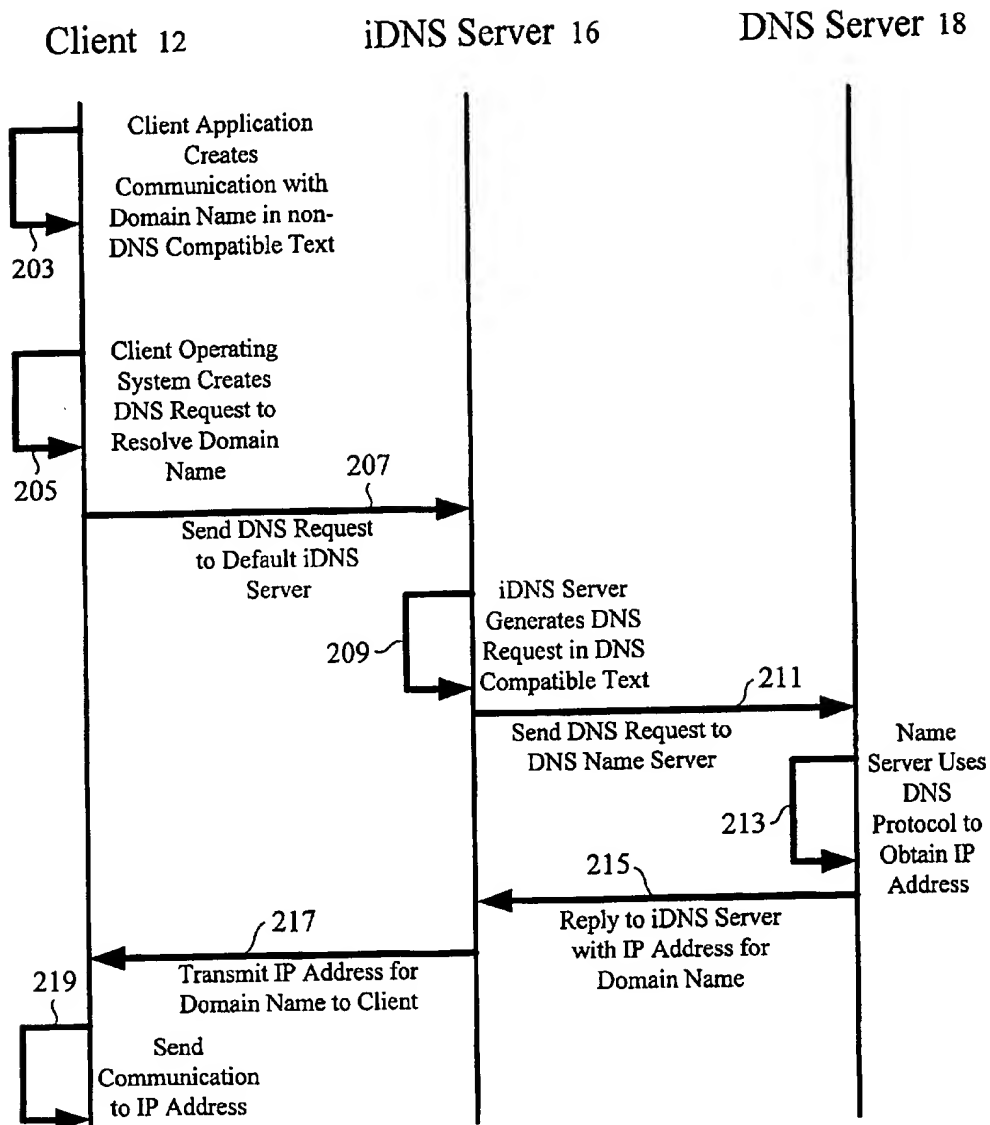 Client 12
iDNS Server 16
DNS Server 18
Client Application
Creates
Communication with
Domain Name in non-
DNS Compatible Text
203
Client Operating
System Creates
DNS Request to
Resolve Domain
Name
205
207
Send DNS Request
to Default iDNS
Server
iDNS Server
Generates DNS
Request in DNS
Compatible Text
209
211
Send DNS Request to
DNS Name Server
Name
Server Uses
DNS
Protocol to
Obtain IP
Address
213
215
Reply to iDNS Server
with IP Address for
Domain Name
217
Transmit IP Address for
Domain Name to Client
219
Send
Communication
to IP Address